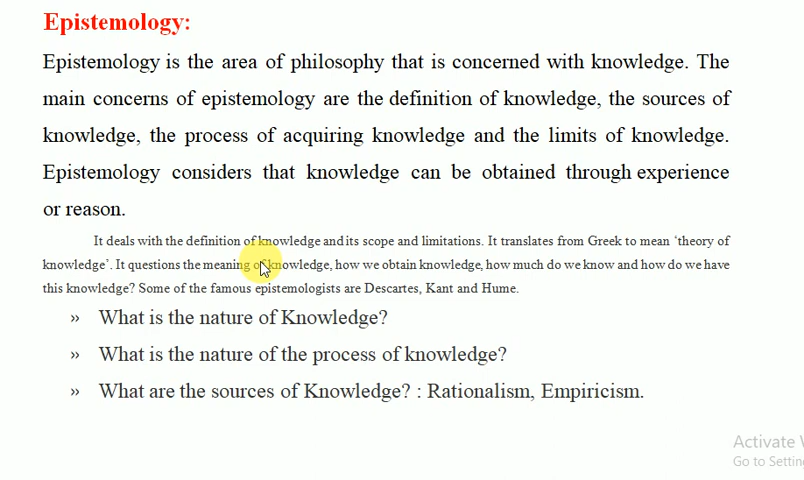 Epistemology:
Epistemology is the area of philosophy that is concerned with knowledge. The
main concerns of epistemology are the definition of knowledge, the sources of
knowledge, the process of acquiring knowledge and the limits of knowledge.
Epistemology considers that knowledge can be obtained through experience
or reason.
It deals with the definition of knowledge and its scope and limitations. It translates from Greek to mean ‘theory of
knowledge’. It questions the meaning of knowledge, how we obtain knowledge, how much do we know and how do we have
this knowledge? Some of the famous epistemologists are Descartes, Kant and Hume.
» What is the nature of Knowledge?
» What is the nature of the process of knowledge?
» What are the sources of Knowledge? : Rationalism, Empiricism.
Activate
Go to